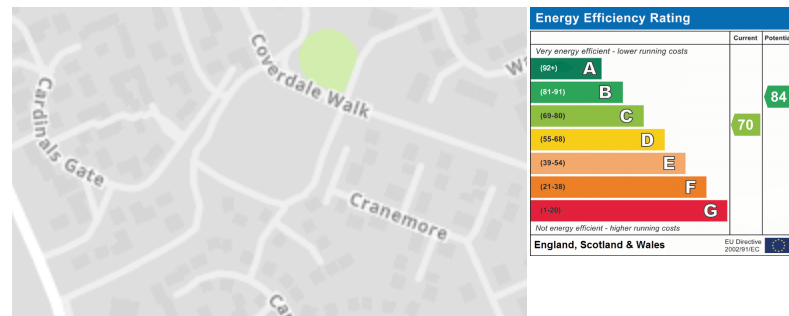 Coverdale Walk
Cardinals Gate
Cranemore
Energy Efficiency Rating
Current
Very energy efficient - lower running costs
(92+) A
(81-91) B
84
(69-80) C
70
(55-68) D
(39-54) E
(21-38) F
(1-20) G
Not energy efficient - higher running costs
England, Scotland & Wales
EU Directive
2002/91/EC